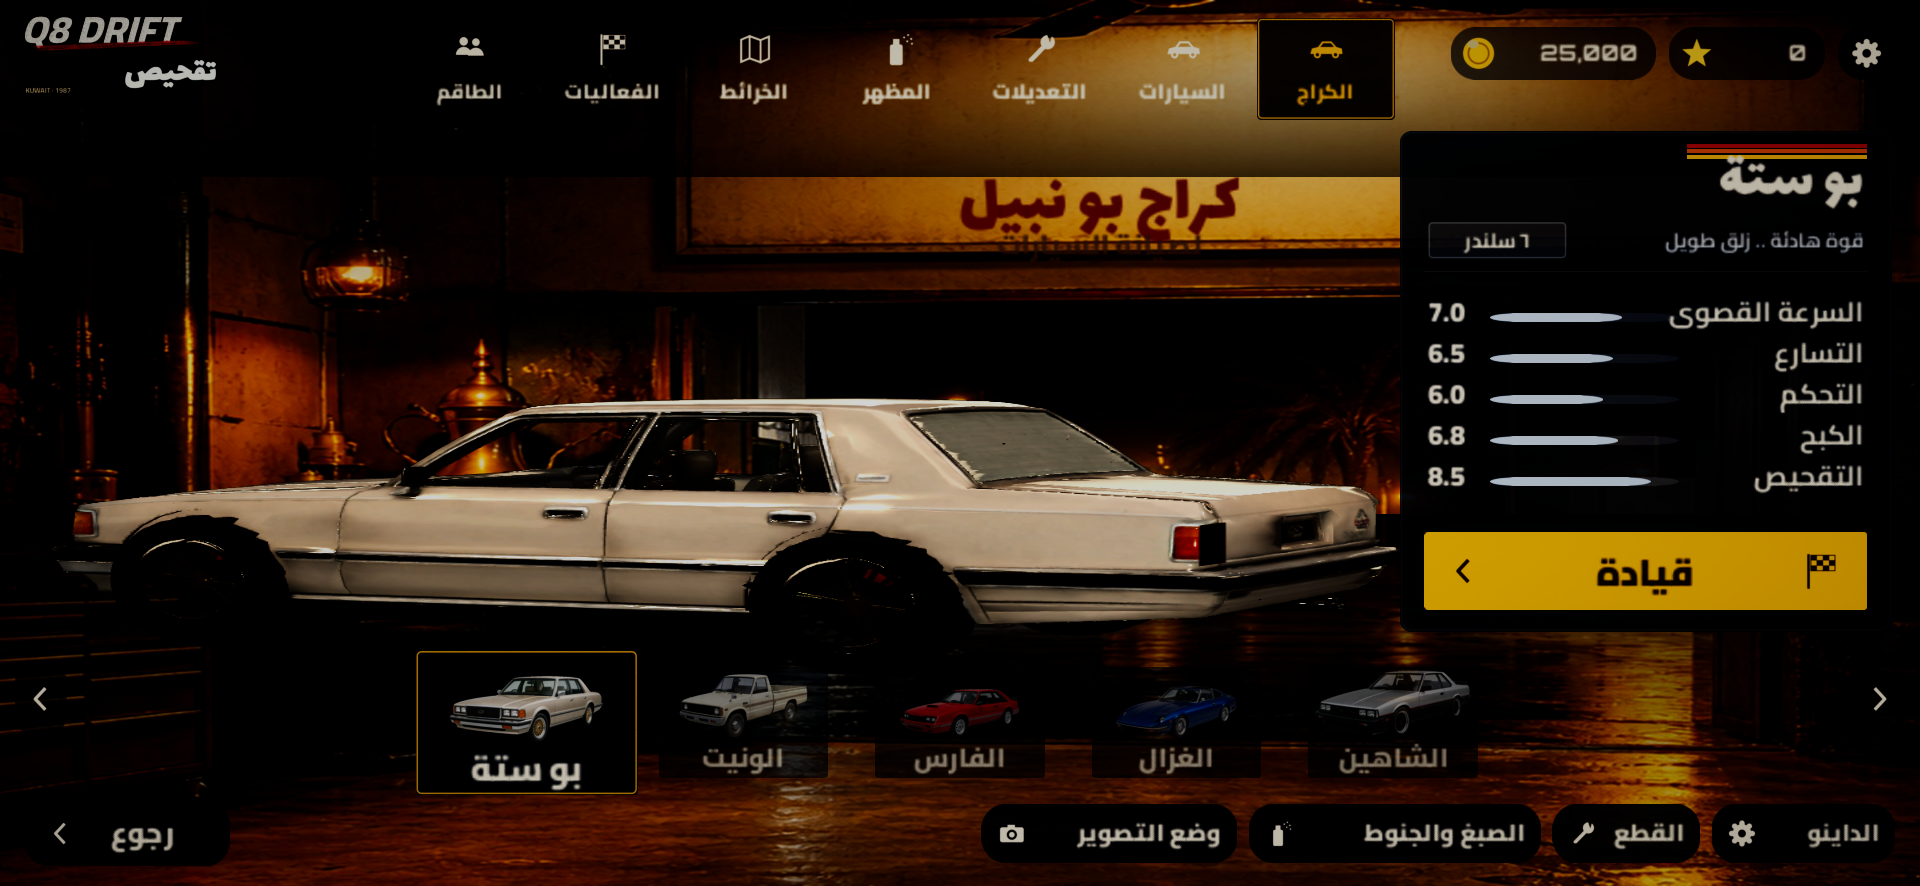 Q8 DRIFT
تقحيص
KUWAIT · 1987
الكراج
السيارات
التعديلات
المظهر
الخرائط
الفعاليات
الطاقم
25,000
0
كراج بو نبيل
بو ستة
قوة هادئة .. زلق طويل
٦ سلندر
السرعة القصوى 7.0
التسارع 6.5
التحكم 6.0
الكبح 6.8
التقحيص 8.5
قيادة
بو ستة
الونيت
الفارس
الغزال
الشاهين
رجوع
وضع التصوير
الصبغ والجنوط
القطع
الداينو